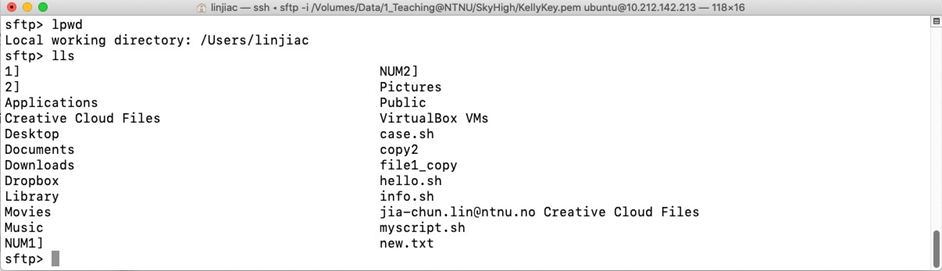 linjiac — ssh • sftp -i /Volumes/Data/1_Teaching@NTNU/SkyHigh/KellyKey.pem ubuntu@10.212.142.213 — 118×16
sftp> lpwd
Local working directory: /Users/linjiac
sftp> lls
1] NUM2]
2] Pictures
Applications Public
Creative Cloud Files VirtualBox VMs
Desktop case.sh
Documents copy2
Downloads file1_copy
Dropbox hello.sh
Library info.sh
Movies jia-chun.lin@ntnu.no Creative Cloud Files
Music myscript.sh
NUM1] new.txt
sftp>